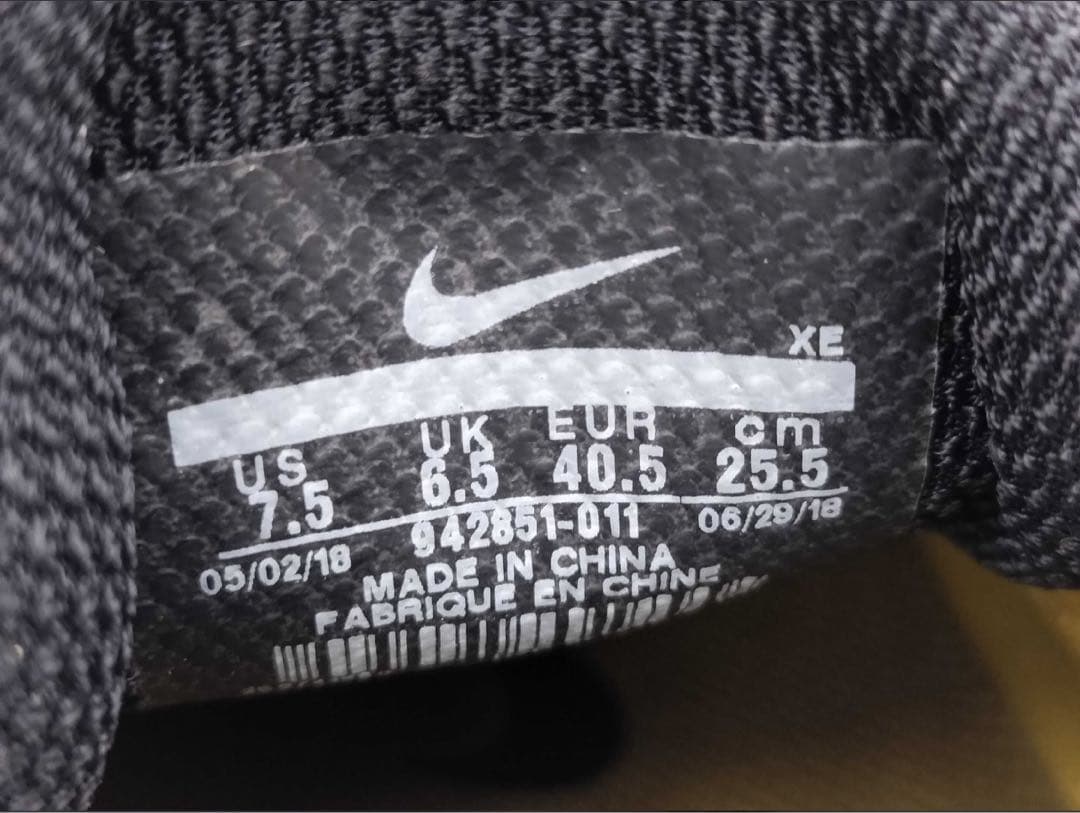 XE
US UK EUR cm
7.5 6.5 40.5 25.5
05/02/18 942851-011 06/29/18
MADE IN CHINA
FABRIQUE EN CHINE